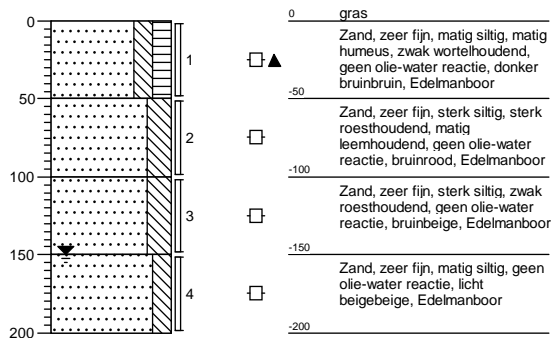 0
50
100
150
200
1
2
3
4
0 gras
Zand, zeer fijn, matig siltig, matig
humeus, zwak wortelhoudend,
geen olie-water reactie, donker
bruinbruin, Edelmanboor
-50
Zand, zeer fijn, sterk siltig, sterk
roesthoudend, matig
leemhoudend, geen olie-water
reactie, bruinrood, Edelmanboor
-100
Zand, zeer fijn, sterk siltig, zwak
roesthoudend, geen olie-water
reactie, bruinbeige, Edelmanboor
-150
Zand, zeer fijn, matig siltig, geen
olie-water reactie, licht
beigebeige, Edelmanboor
-200